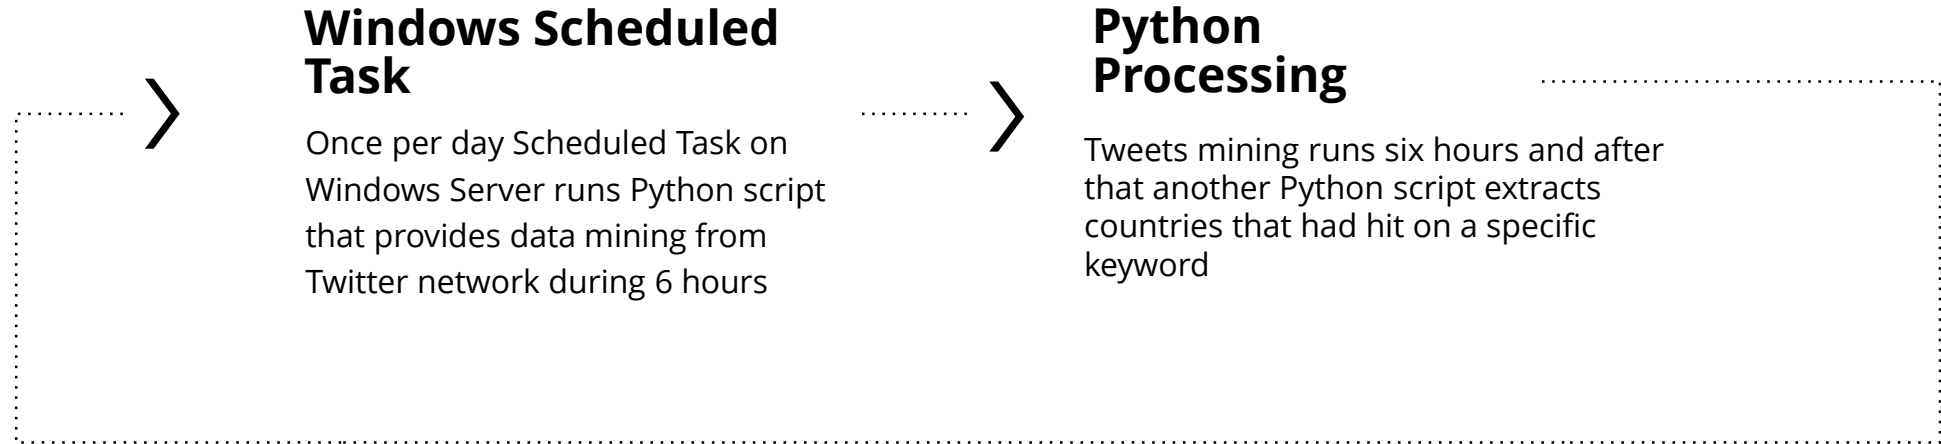 Windows Scheduled
Task
Once per day Scheduled Task on
Windows Server runs Python script
that provides data mining from
Twitter network during 6 hours
Python
Processing
Tweets mining runs six hours and after
that another Python script extracts
countries that had hit on a specific
keyword